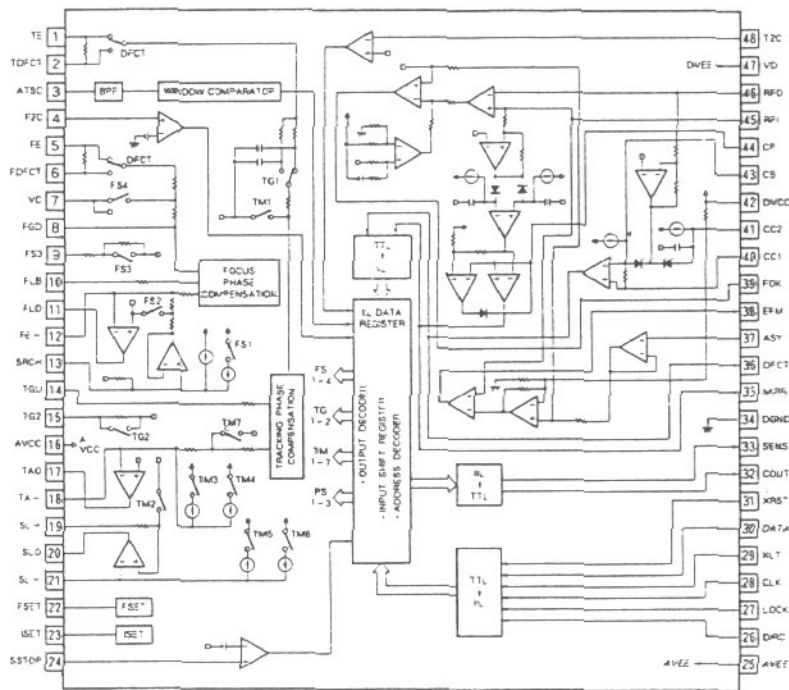 TE 1
TDFCT 2
ATSC 3
FZC 4
FE 5
FDFCT 6
VC 7
FGD 8
FS3 9
FLB 10
FLD 11
FE - 12
SRCH 13
TGU 14
TG2 15
AVCC 16
TAO 17
TA - 18
SL + 19
SLO 20
SL - 21
FSET 22
ISET 23
SSTOP 24
DFCT
BPF
WINDOW COMPARATOR
DFCT
FS4
FS3
TG1
TM1
FOCUS
PHASE
COMPENSATION
FS2
FS1
TRACKING PHASE
COMPENSATION
TG2
TM7
A
VCC
TM2
TM3
TM4
TM5
TM6
FSET
ISET
TTL
IIL DATA
REGISTER
FS
1-4
TG
1-2
TM
1-7
PS
1-3
OUTPUT DECODER
INPUT SHIFT REGISTER
ADDRESS DECODER
TTL
TTL
48 TZC
DVEE 47 VD
46 RFO
45 RFI
44 CP
43 CB
42 DVCC
41 CC2
40 CC1
39 FOK
38 EFM
37 ASY
36 DFCT
35 MIRR
34 DGND
33 SENS
32 COUT
31 XRST
30 DATA
29 XLT
28 CLK
27 LOCK
26 DIRC
AVEE 25 AVEE